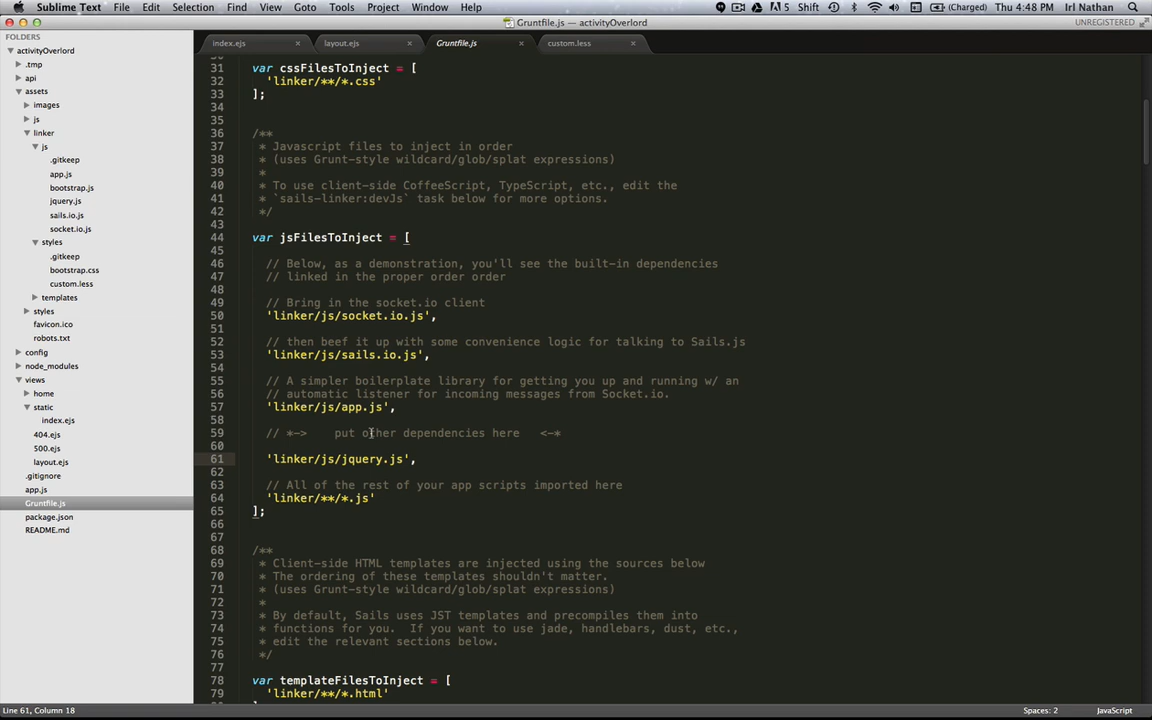 Sublime Text File Edit Selection Find View Goto Tools Project Window Help 5 Shift (Charged) Thu 4:48 PM Irl Nathan
Gruntfile.js — activityOverlord UNREGISTERED
FOLDERS
activityOverlord
.tmp
api
assets
images
js
linker
js
.gitkeep
app.js
bootstrap.js
jquery.js
sails.io.js
socket.io.js
styles
.gitkeep
bootstrap.css
custom.less
templates
styles
favicon.ico
robots.txt
config
node_modules
views
home
static
index.ejs
404.ejs
500.ejs
layout.ejs
.gitignore
app.js
Gruntfile.js
package.json
README.md
index.ejs × layout.ejs × Gruntfile.js × custom.less ×
31 var cssFilesToInject = [
32 'linker/**/*.css'
33 ];
34
35
36 /**
37 * Javascript files to inject in order
38 * (uses Grunt-style wildcard/glob/splat expressions)
39 *
40 * To use client-side CoffeeScript, TypeScript, etc., edit the
41 * `sails-linker:devJs` task below for more options.
42 */
43
44 var jsFilesToInject = [
45
46 // Below, as a demonstration, you'll see the built-in dependencies
47 // linked in the proper order order
48
49 // Bring in the socket.io client
50 'linker/js/socket.io.js',
51
52 // then beef it up with some convenience logic for talking to Sails.js
53 'linker/js/sails.io.js',
54
55 // A simpler boilerplate library for getting you up and running w/ an
56 // automatic listener for incoming messages from Socket.io.
57 'linker/js/app.js',
58
59 // *-> put other dependencies here <-*
60
61 'linker/js/jquery.js',
62
63 // All of the rest of your app scripts imported here
64 'linker/**/*.js'
65 ];
66
67
68 /**
69 * Client-side HTML templates are injected using the sources below
70 * The ordering of these templates shouldn't matter.
71 * (uses Grunt-style wildcard/glob/splat expressions)
72 *
73 * By default, Sails uses JST templates and precompiles them into
74 * functions for you. If you want to use jade, handlebars, dust, etc.,
75 * edit the relevant sections below.
76 */
77
78 var templateFilesToInject = [
79 'linker/**/*.html'
Line 61, Column 18 Spaces: 2 JavaScript